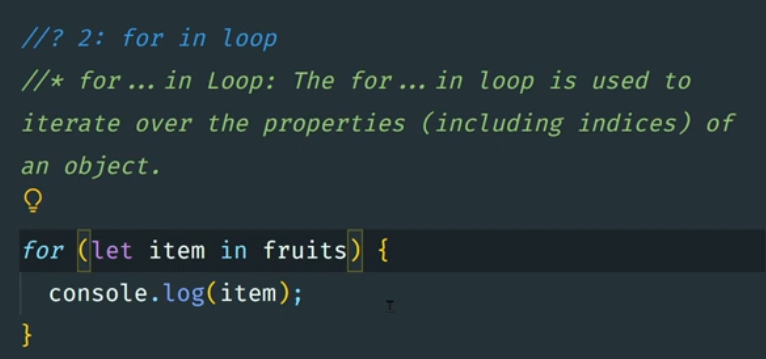 //? 2: for in loop
//* for...in Loop: The for...in loop is used to
iterate over the properties (including indices) of
an object.
for (let item in fruits) {
  console.log(item);
}